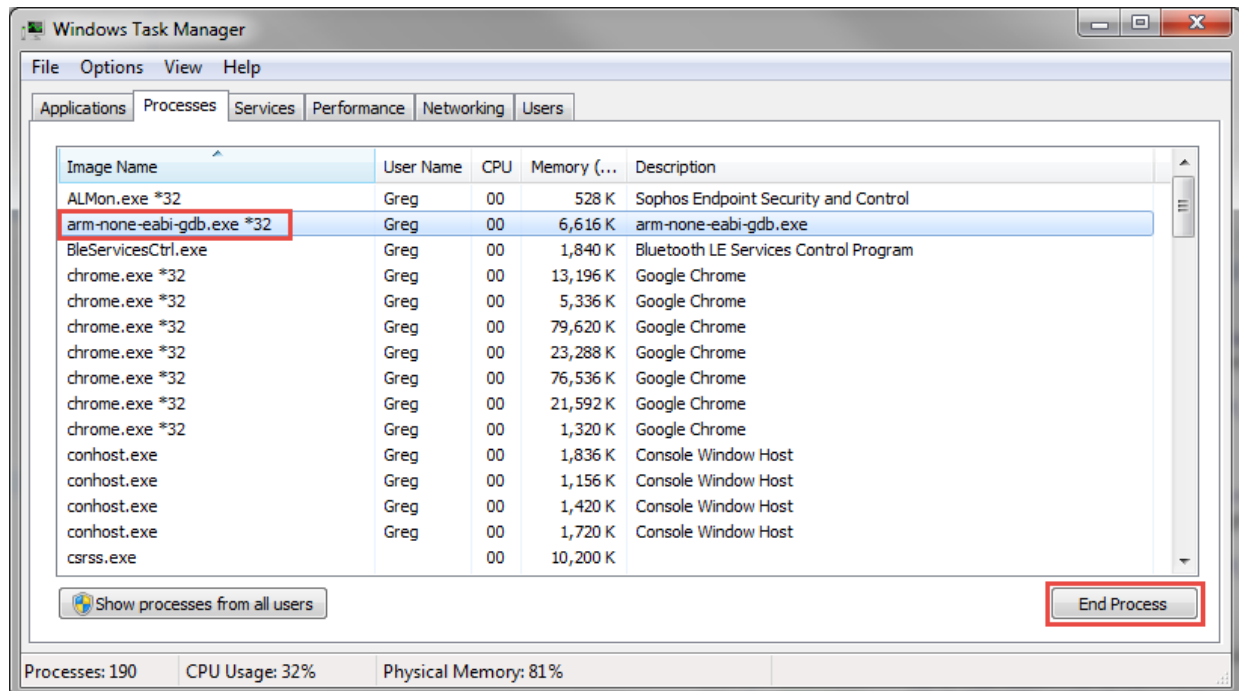 Windows Task Manager
File Options View Help
Applications Processes Services Performance Networking Users
Image Name User Name CPU Memory (... Description
ALMon.exe *32 Greg 00 528 K Sophos Endpoint Security and Control
arm-none-eabi-gdb.exe *32 Greg 00 6,616 K arm-none-eabi-gdb.exe
BleServicesCtrl.exe Greg 00 1,840 K Bluetooth LE Services Control Program
chrome.exe *32 Greg 00 13,196 K Google Chrome
chrome.exe *32 Greg 00 5,336 K Google Chrome
chrome.exe *32 Greg 00 79,620 K Google Chrome
chrome.exe *32 Greg 00 23,288 K Google Chrome
chrome.exe *32 Greg 00 76,536 K Google Chrome
chrome.exe *32 Greg 00 21,592 K Google Chrome
chrome.exe *32 Greg 00 1,320 K Google Chrome
conhost.exe Greg 00 1,836 K Console Window Host
conhost.exe Greg 00 1,156 K Console Window Host
conhost.exe Greg 00 1,420 K Console Window Host
conhost.exe Greg 00 1,720 K Console Window Host
csrss.exe 00 10,200 K
Show processes from all users End Process
Processes: 190 CPU Usage: 32% Physical Memory: 81%